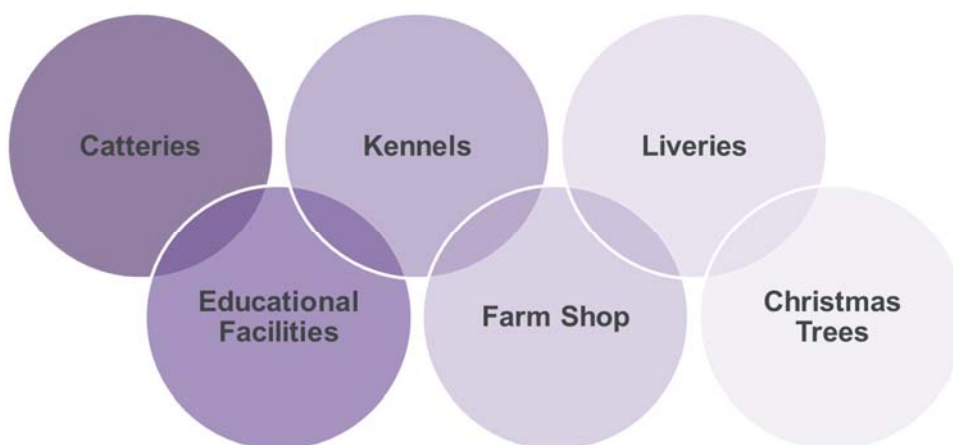 Catteries
Kennels
Liveries
Educational
Facilities
Farm Shop
Christmas
Trees